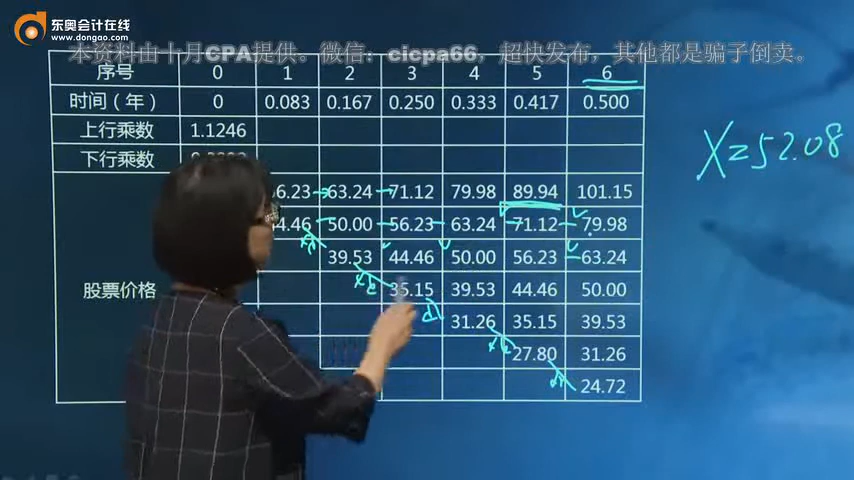 东奥会计在线
www.dongao.com
本资料由十月CPA提供。微信：cicpa66，超快发布，其他都是骗子倒卖。
序号 0 1 2 3 4 5 6
时间（年） 0 0.083 0.167 0.250 0.333 0.417 0.500
上行乘数 1.1246
下行乘数
X=52.08
6.23 63.24 71.12 79.98 89.94 101.15
4.46 50.00 56.23 63.24 71.12 79.98
39.53 44.46 50.00 56.23 63.24
股票价格 35.15 39.53 44.46 50.00
31.26 35.15 39.53
27.80 31.26
24.72